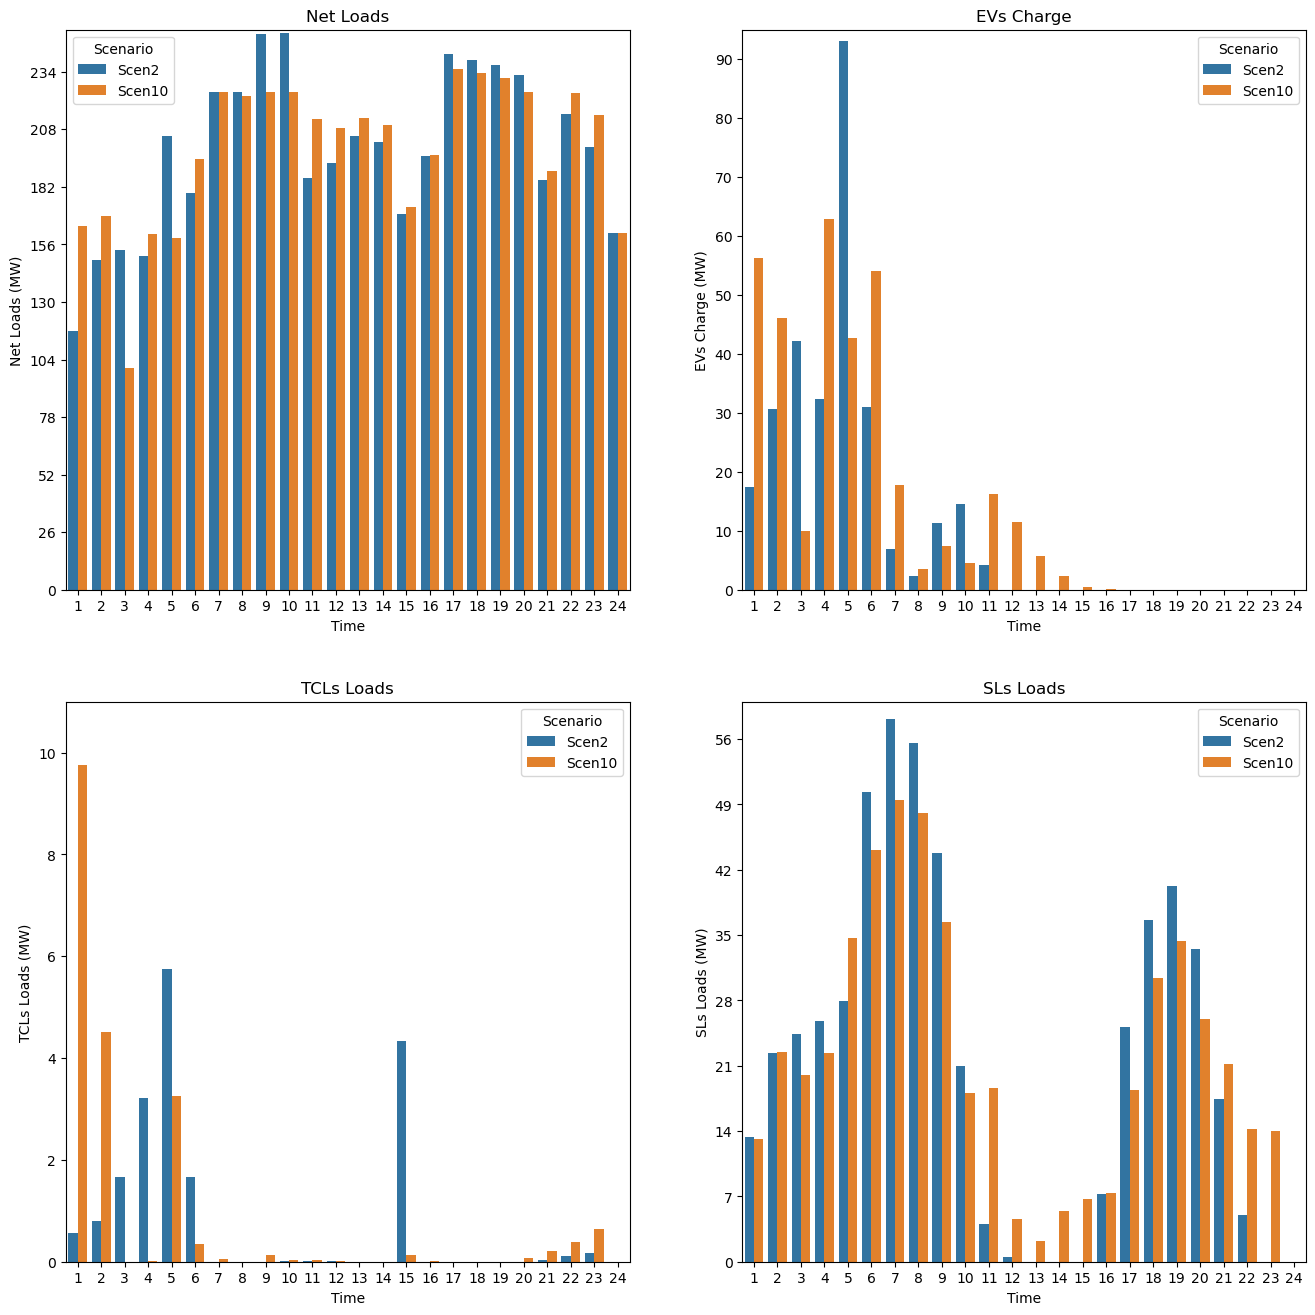 Net Loads
Net Loads (MW)
234
208
182
156
130
104
78
52
26
0
Scenario
Scen2
Scen10
1 2 3 4 5 6 7 8 9 10 11 12 13 14 15 16 17 18 19 20 21 22 23 24
Time
EVs Charge
EVs Charge (MW)
90
80
70
60
50
40
30
20
10
0
Scenario
Scen2
Scen10
1 2 3 4 5 6 7 8 9 10 11 12 13 14 15 16 17 18 19 20 21 22 23 24
Time
TCLs Loads
TCLs Loads (MW)
10
8
6
4
2
0
Scenario
Scen2
Scen10
1 2 3 4 5 6 7 8 9 10 11 12 13 14 15 16 17 18 19 20 21 22 23 24
Time
SLs Loads
SLs Loads (MW)
56
49
42
35
28
21
14
7
0
Scenario
Scen2
Scen10
1 2 3 4 5 6 7 8 9 10 11 12 13 14 15 16 17 18 19 20 21 22 23 24
Time